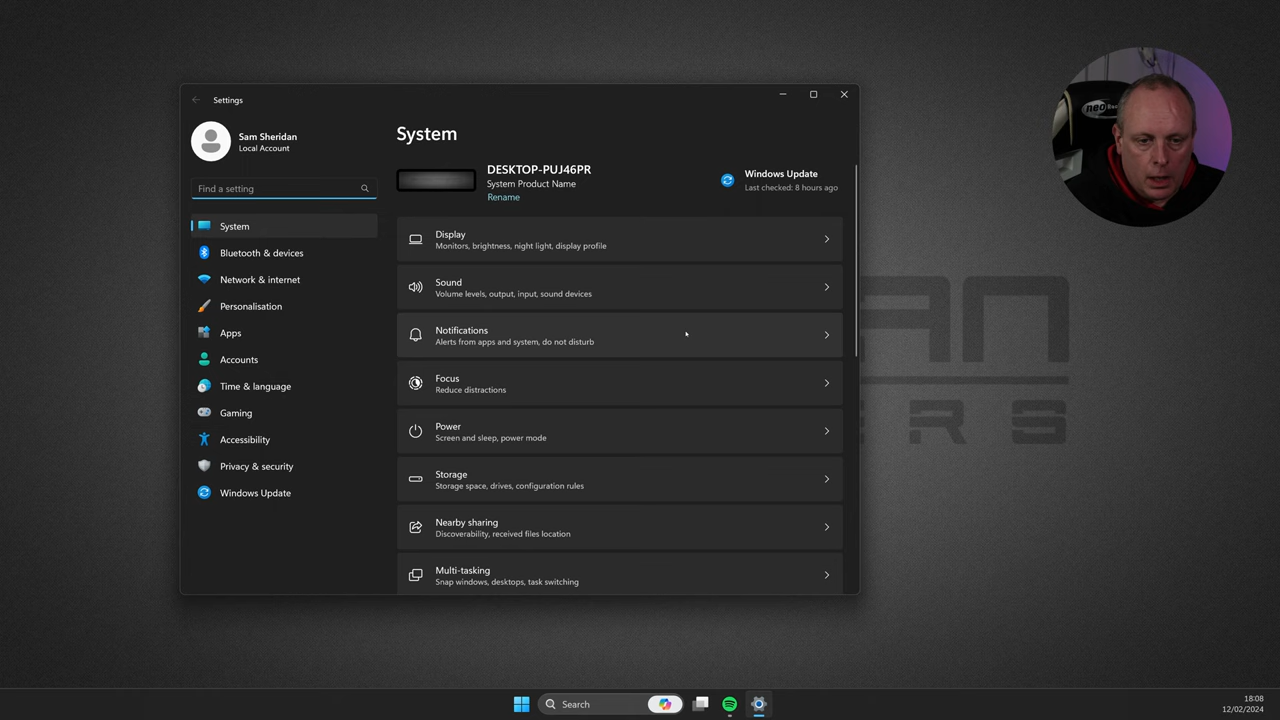 Settings
Sam Sheridan
Local Account
Find a setting
System
Bluetooth & devices
Network & internet
Personalisation
Apps
Accounts
Time & language
Gaming
Accessibility
Privacy & security
Windows Update
System
DESKTOP-PUJ46PR
System Product Name
Rename
Windows Update
Last checked: 8 hours ago
Display
Monitors, brightness, night light, display profile
Sound
Volume levels, output, input, sound devices
Notifications
Alerts from apps and system, do not disturb
Focus
Reduce distractions
Power
Screen and sleep, power mode
Storage
Storage space, drives, configuration rules
Nearby sharing
Discoverability, received files location
Multi-tasking
Snap windows, desktops, task switching
neo
Search
18:08
12/02/2024